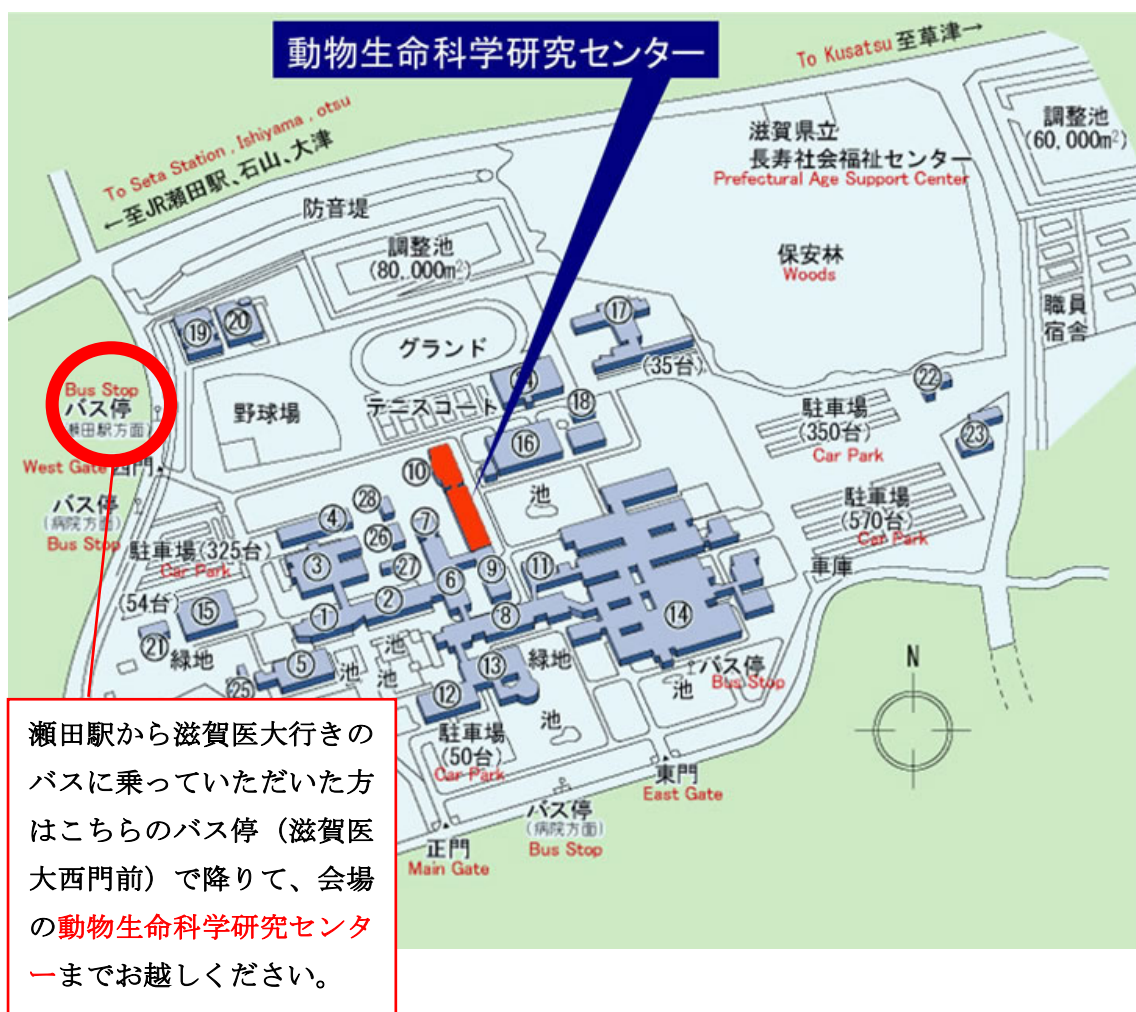 動物生命科学研究センター
To Kusatsu 至草津→
To Seta Station , Ishiyama , otsu
←至JR瀬田駅、石山、大津
防音堤
調整池
(80,000m²)
滋賀県立
長寿社会福祉センター
Prefectural Age Support Center
調整池
(60,000m²)
保安林
Woods
職員
宿舎
⑰
(35台)
⑲
⑳
グランド
Bus Stop
バス停
瀬田駅方面)
野球場
テニスコート
⑱
⑯
㉒
㉓
駐車場
(350台)
Car Park
West Gate 西門
バス停
(病院方面)
Bus Stop
⑩
池
駐車場
(570台)
Car Park
車庫
㉘
④
㉖
⑦
③
㉗
⑥
⑨
⑪
駐車場(325台)
Car Park
(54台)
⑮
①
②
⑧
⑭
㉑
緑地
⑤
㉕
池
池
池
⑬
緑地
⑫
バス停
Bus Stop
池
池
駐車場
(50台)
Car Park
N
東門
East Gate
バス停
(病院方面)
Bus Stop
正門
Main Gate
瀬田駅から滋賀医大行きの
バスに乗っていただいた方
はこちらのバス停（滋賀医
大西門前）で降りて、会場
の動物生命科学研究センタ
ーまでお越しください。